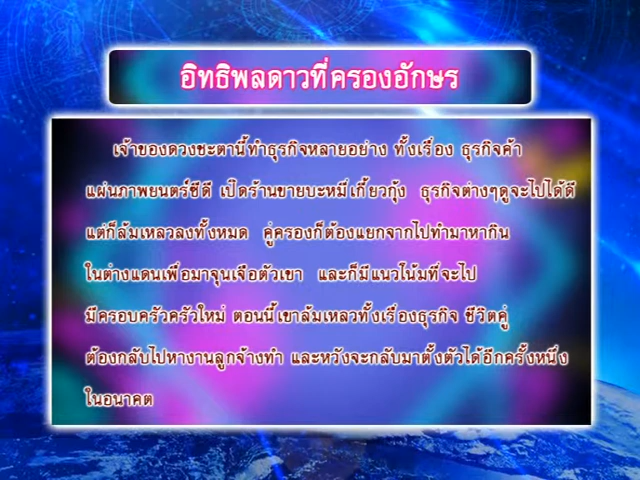 อิทธิพลดาวที่ครองอักษร
เจ้าของดวงชะตานี้ทำธุรกิจหลายอย่าง ทั้งเรื่อง ธุรกิจค้า
แผ่นภาพยนตร์ซีดี เปิดร้านขายบะหมี่เกี๊ยวกุ้ง ธุรกิจต่างๆดูจะไปได้ดี
แต่ก็ล้มเหลวลงทั้งหมด คู่ครองก็ต้องแยกจากไปทำมาหากิน
ในต่างแดนเพื่อมาจุนเจือตัวเขา และก็มีแนวโน้มที่จะไป
มีครอบครัวครัวใหม่ ตอนนี้เขาล้มเหลวทั้งเรื่องธุรกิจ ชีวิตคู่
ต้องกลับไปหางานลูกจ้างทำ และหวังจะกลับมาตั้งตัวได้อีกครั้งหนึ่ง
ในอนาคต